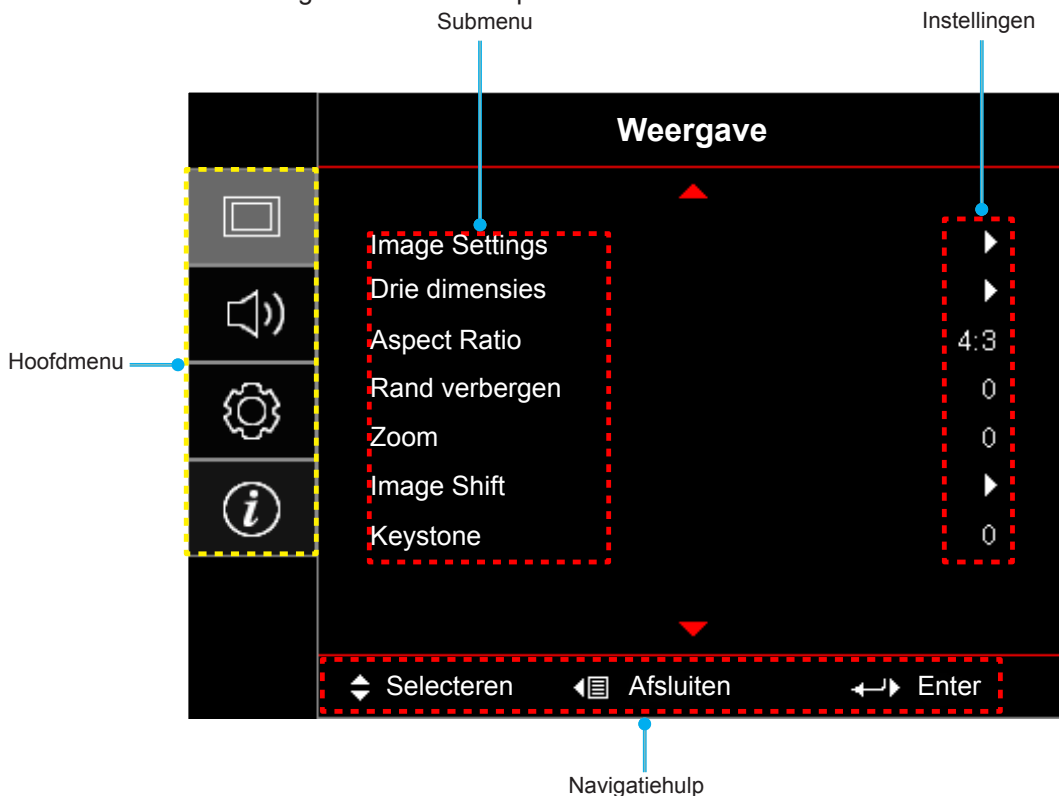 Submenu
Instellingen
Weergave
Image Settings
Drie dimensies
Aspect Ratio 4:3
Hoofdmenu
Rand verbergen 0
Zoom 0
Image Shift
Keystone 0
Selecteren Afsluiten Enter
Navigatiehulp